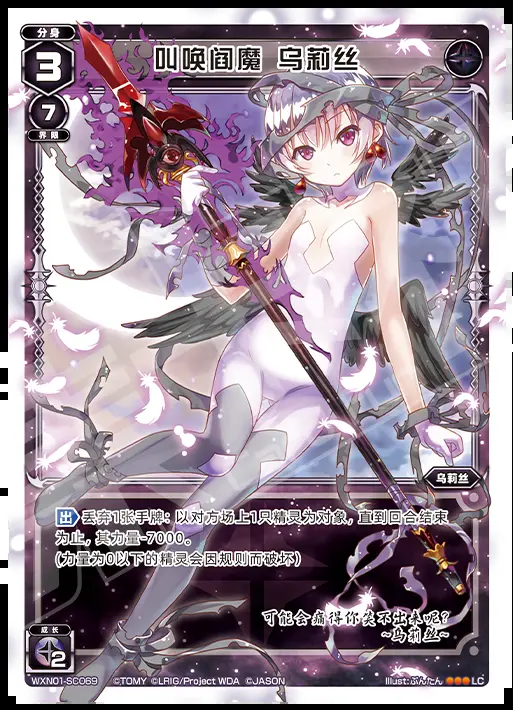 分身
3
叫唤阎魔 乌莉丝
7
界限
乌莉丝
出 丢弃1张手牌：以对方场上1只精灵为对象，直到回合结束
为止，其力量-7000。
(力量为0以下的精灵会因规则而破坏)
可能会痛得你笑不出来呢？
~乌莉丝~
成长
2
WXN01-SC069 ©TOMY ©LRIG/Project WDA ©JASON Illust:ぶんたん LC